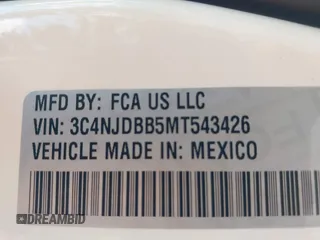 MFD BY: FCA US LLC
VIN: 3C4NJDBB5MT543426
VEHICLE MADE IN: MEXICO
DREAMBID